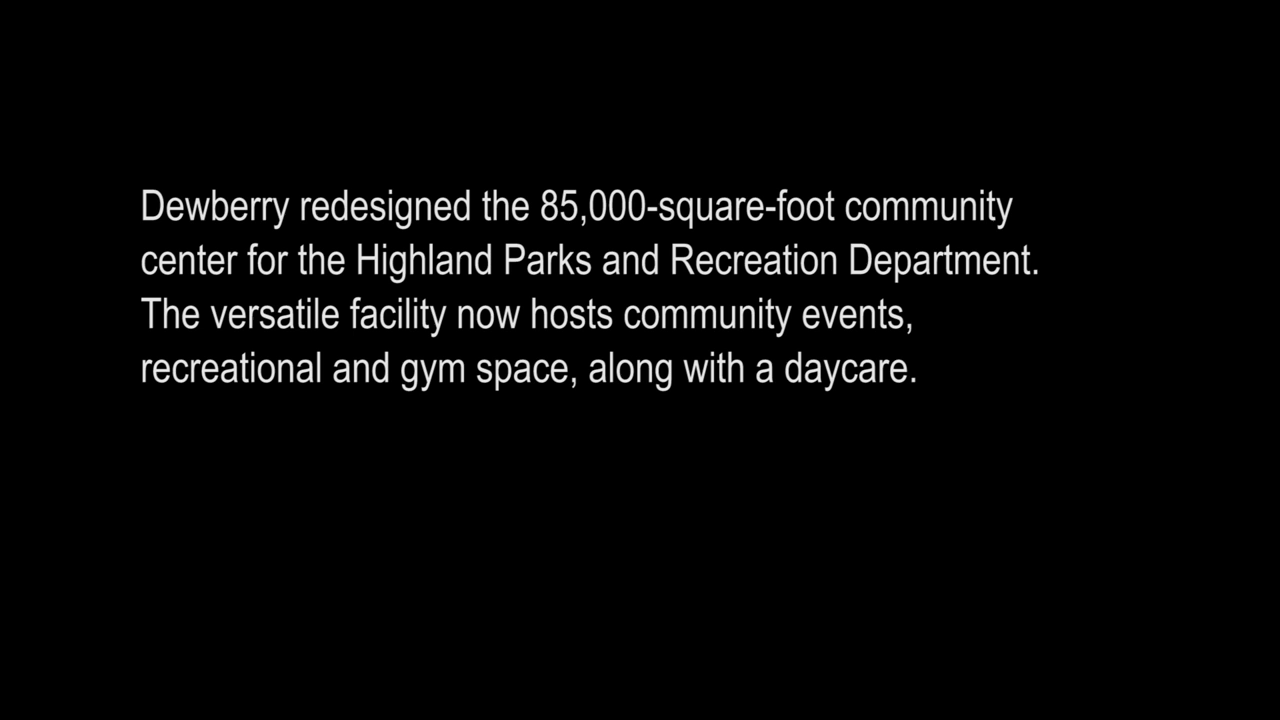 Dewberry redesigned the 85,000-square-foot community
center for the Highland Parks and Recreation Department.
The versatile facility now hosts community events,
recreational and gym space, along with a daycare.